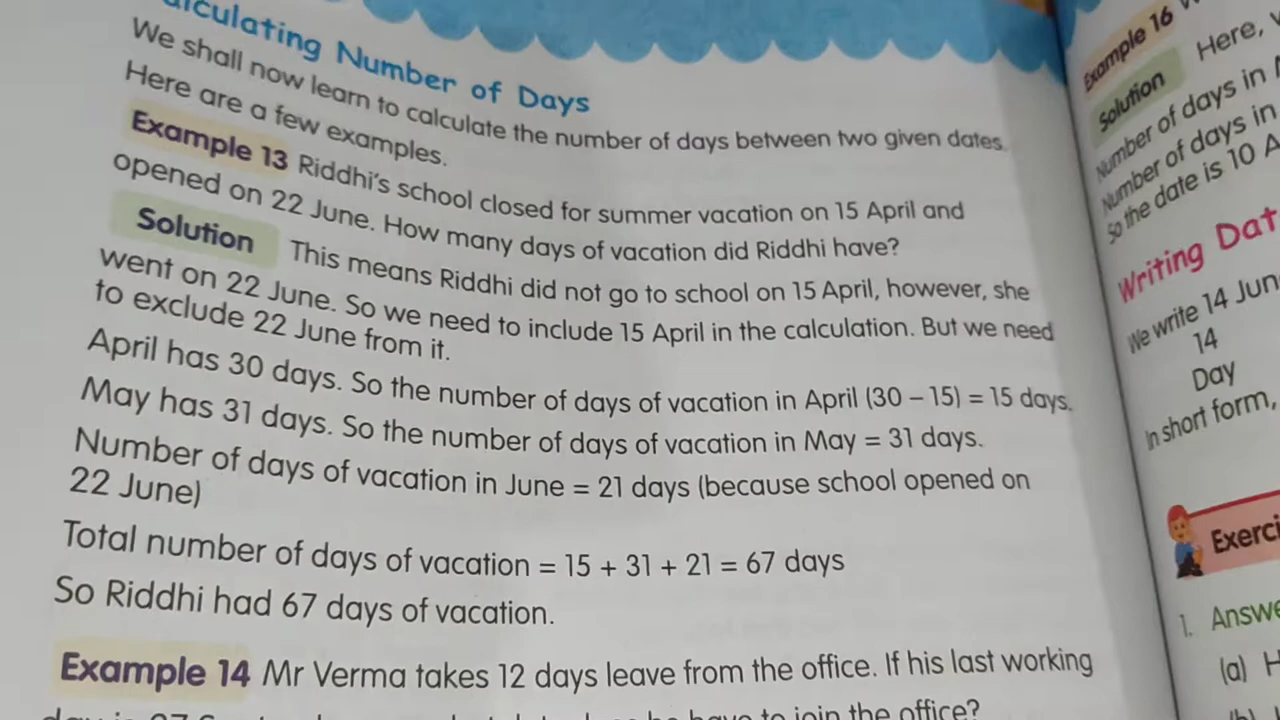 Number of Days
We shall now learn to calculate the number of days between two given dates.
Here are a few examples.
Example 13 Riddhi's school closed for summer vacation on 15 April and
opened on 22 June. How many days of vacation did Riddhi have?
Solution This means Riddhi did not go to school on 15 April, however, she
went on 22 June. So we need to include 15 April in the calculation. But we need
to exclude 22 June from it.
April has 30 days. So the number of days of vacation in April (30 – 15) = 15 days.
May has 31 days. So the number of days of vacation in May = 31 days.
Number of days of vacation in June = 21 days (because school opened on
22 June)
Total number of days of vacation = 15 + 31 + 21 = 67 days
So Riddhi had 67 days of vacation.
Example 14 Mr Verma takes 12 days leave from the office. If his last working
to join the office?
Example 16
Solution Here,
Number of days in
Number of days in
So the date is 10
Writing
We write 14
14
Day
In short form,
1.
(a)